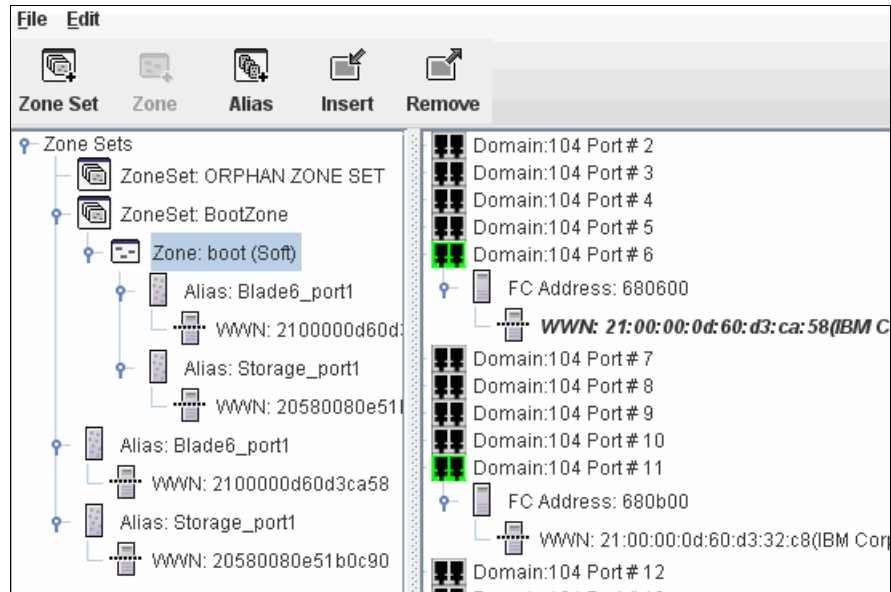 File Edit
Zone Set Zone Alias Insert Remove
Zone Sets
ZoneSet: ORPHAN ZONE SET
ZoneSet: BootZone
Zone: boot (Soft)
Alias: Blade6_port1
WWN: 2100000d60d
Alias: Storage_port1
WWN: 20580080e51
Alias: Blade6_port1
WWN: 2100000d60d3ca58
Alias: Storage_port1
WWN: 20580080e51b0c90
Domain:104 Port# 2
Domain:104 Port# 3
Domain:104 Port# 4
Domain:104 Port# 5
Domain:104 Port# 6
FC Address: 680600
WWN: 21:00:00:0d:60:d3:ca:58(IBM C
Domain:104 Port# 7
Domain:104 Port# 8
Domain:104 Port# 9
Domain:104 Port# 10
Domain:104 Port# 11
FC Address: 680b00
WWN: 21:00:00:0d:60:d3:32:c8(IBM Cor
Domain:104 Port# 12